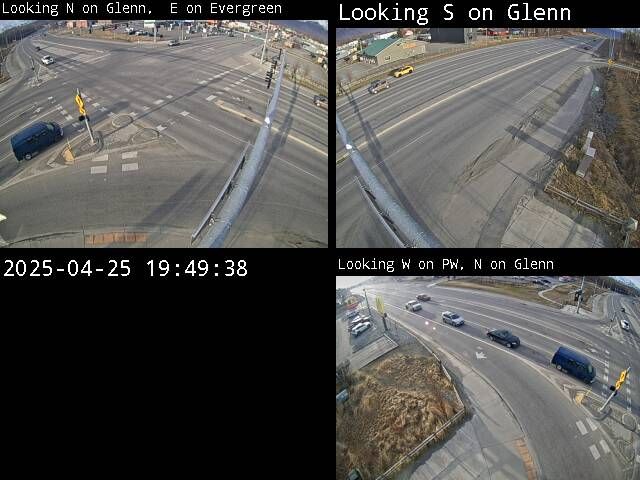 Looking N on Glenn,  E on Evergreen
Looking S on Glenn
2025-04-25 19:49:38
Looking W on PW, N on Glenn